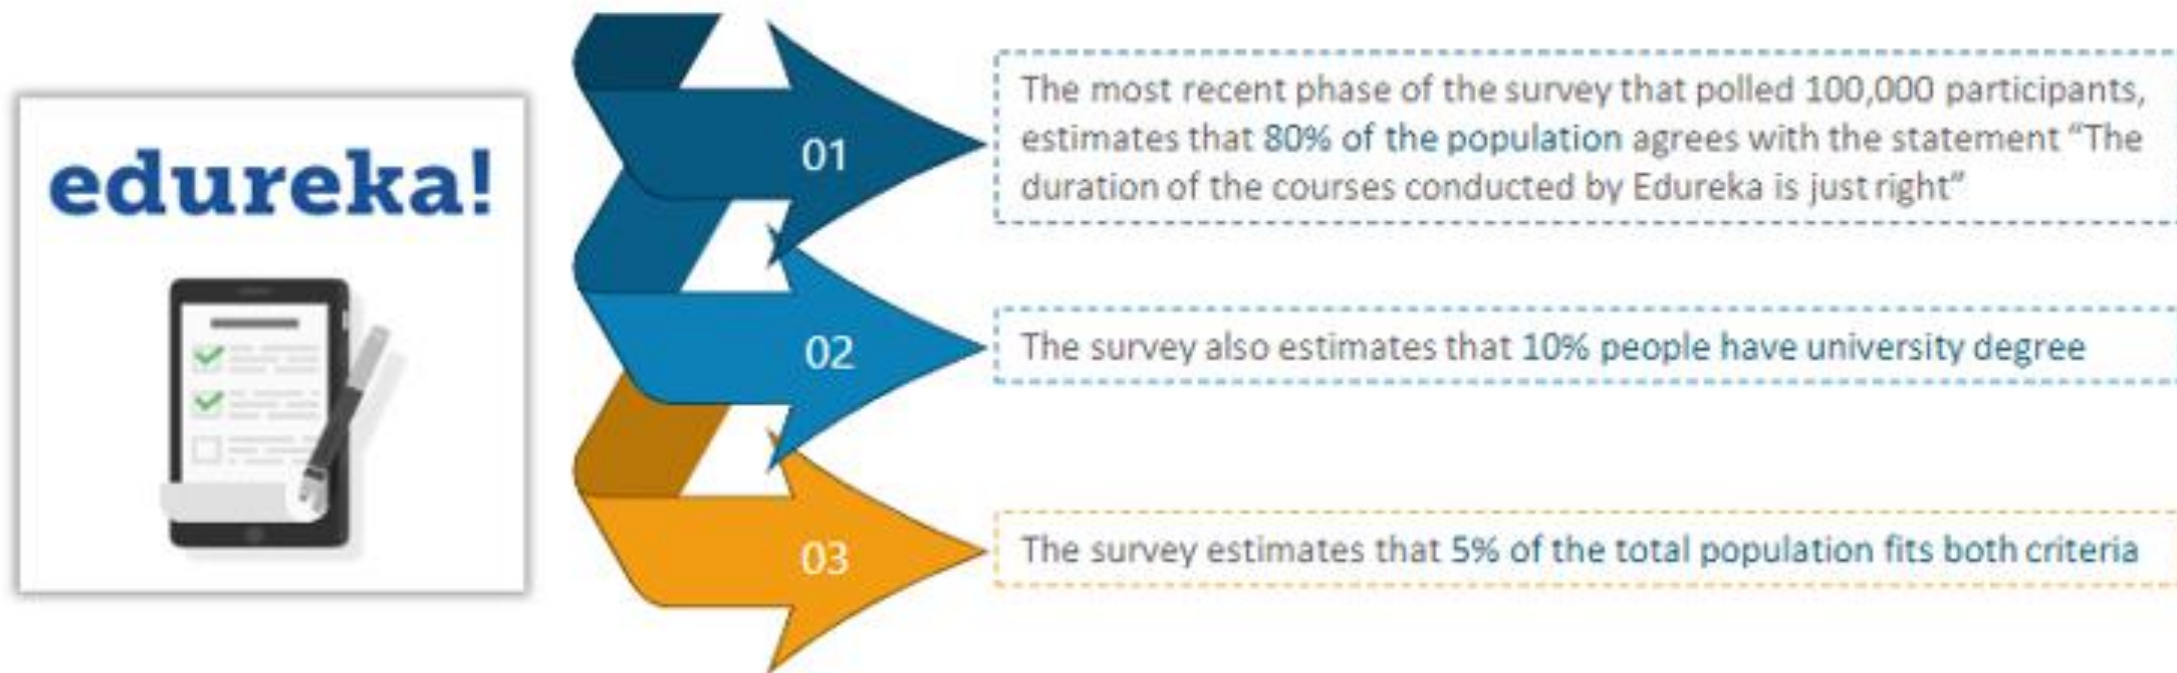 edureka!
01
The most recent phase of the survey that polled 100,000 participants,
estimates that 80% of the population agrees with the statement “The
duration of the courses conducted by Edureka is just right”
02
The survey also estimates that 10% people have university degree
03
The survey estimates that 5% of the total population fits both criteria